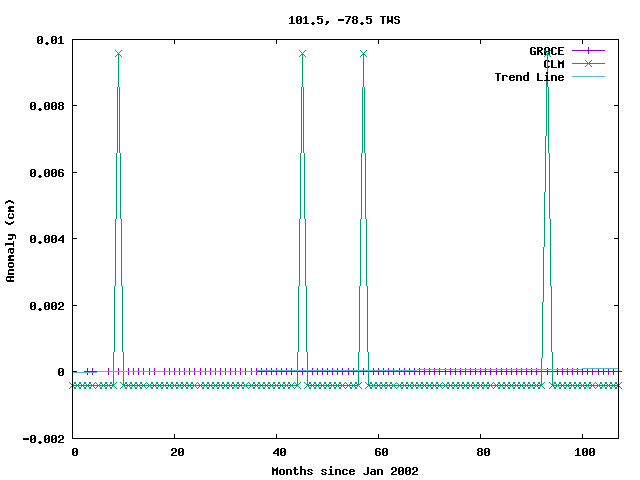 101.5, -78.5 TWS
GRACE
CLM
Trend Line
0.01
0.008
0.006
0.004
0.002
0
-0.002
Anomaly (cm)
0 20 40 60 80 100
Months since Jan 2002